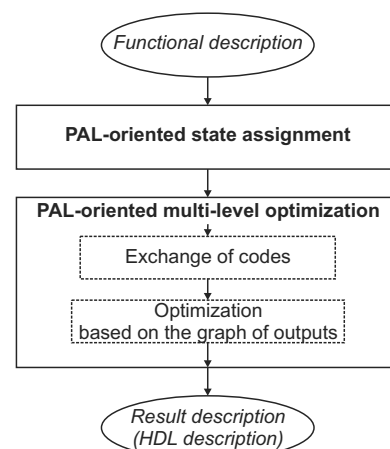 Functional description
PAL-oriented state assignment
PAL-oriented multi-level optimization
Exchange of codes
Optimization
based on the graph of outputs
Result description
(HDL description)